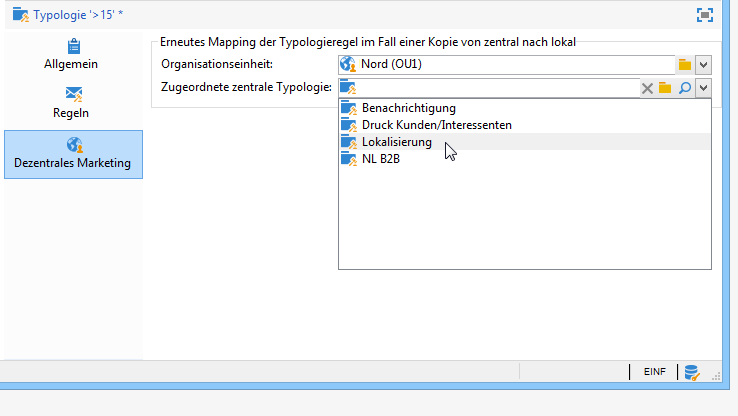 Typologie '>15' *
Allgemein
Regeln
Dezentrales Marketing
Erneutes Mapping der Typologieregel im Fall einer Kopie von zentral nach lokal
Organisationseinheit: Nord (OU1)
Zugeordnete zentrale Typologie:
Benachrichtigung
Druck Kunden/Interessenten
Lokalisierung
NL B2B
EINF